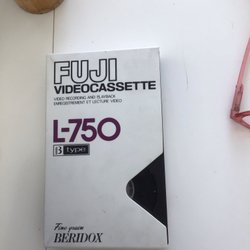 FUJI
VIDEOCASSETTE
VIDEO RECORDING AND PLAYBACK
ENREGISTREMENT ET LECTURE VIDEO
L-750
β type
Fine grain
BERIDOX